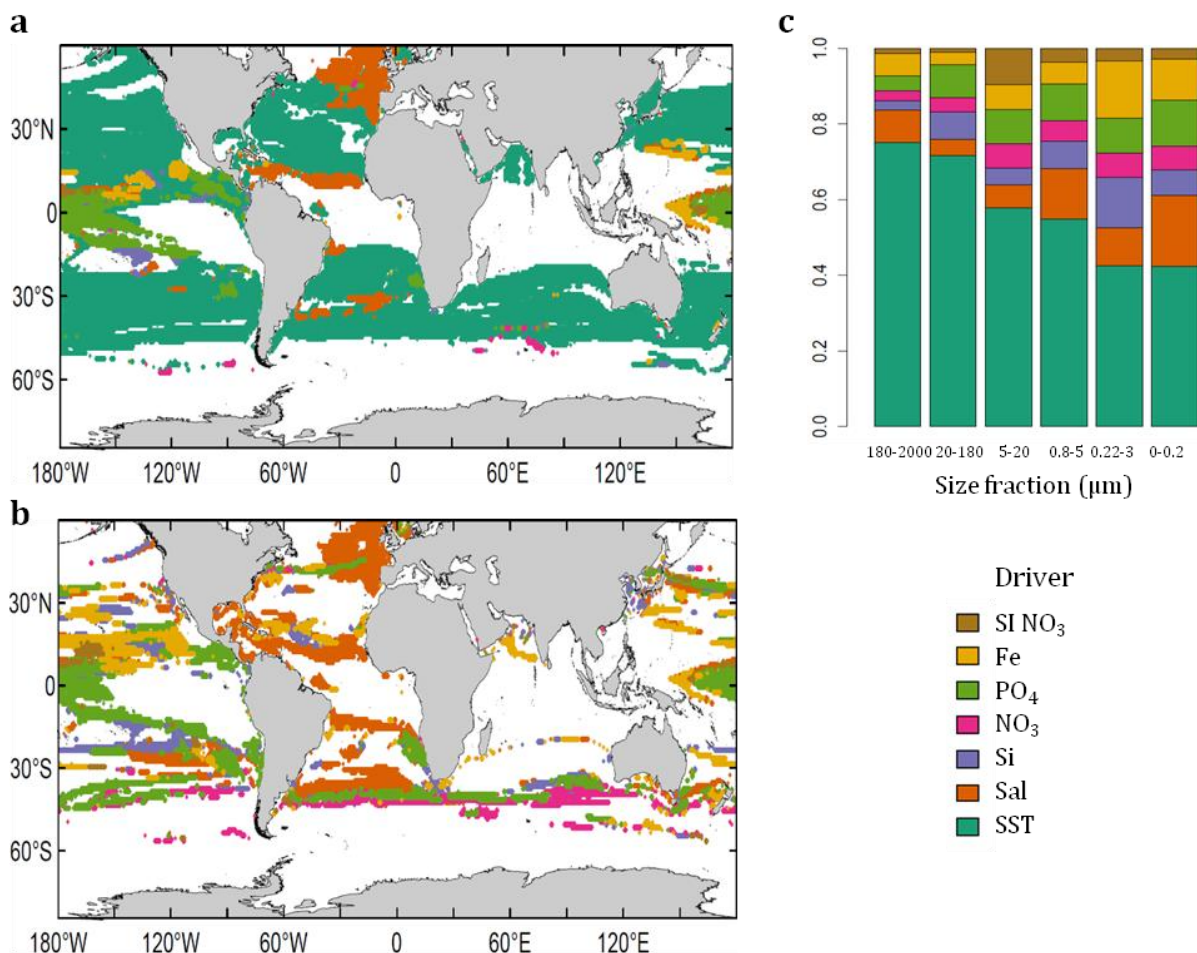 a
30°N
0
30°S
60°S
180°W 120°W 60°W 0 60°E 120°E
b
30°N
0
30°S
60°S
180°W 120°W 60°W 0 60°E 120°E
c
1.0
0.8
0.6
0.4
0.2
0.0
180-2000 20-180 5-20 0.8-5 0.22-3 0-0.2
Size fraction (µm)
Driver
SI NO₃
Fe
PO₄
NO₃
Si
Sal
SST